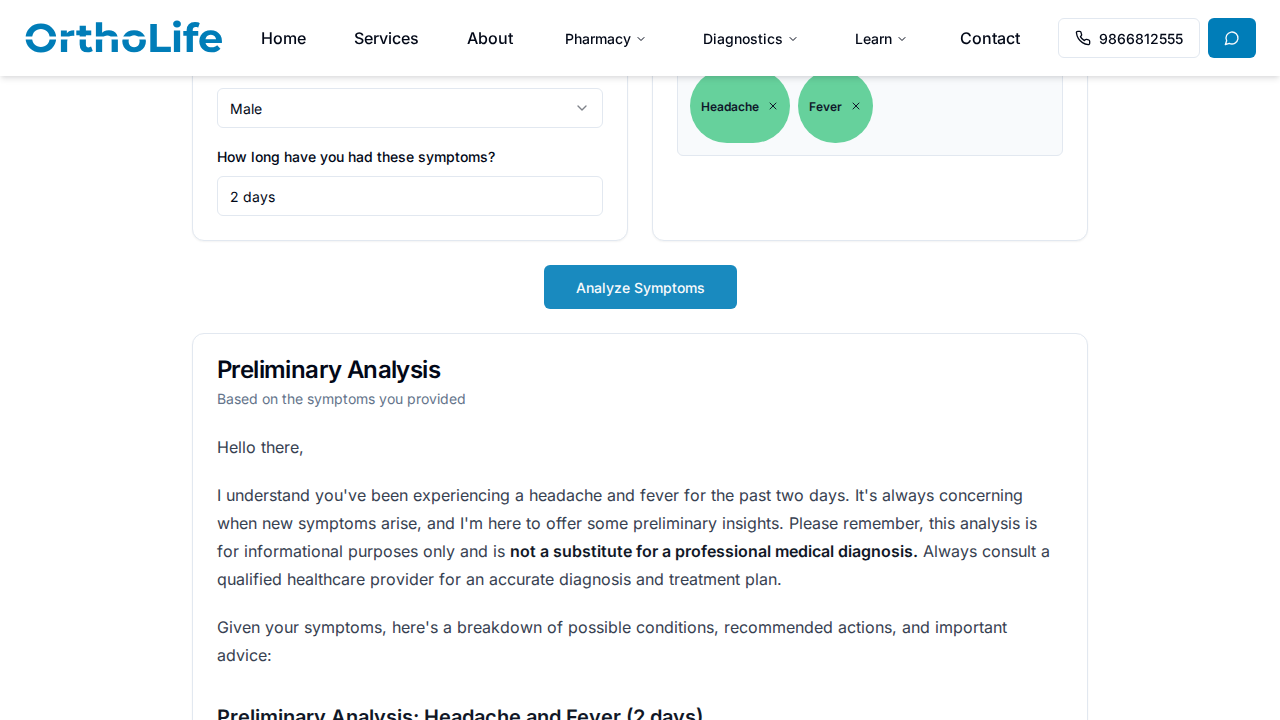 OrthoLife
Home
Services
About
Pharmacy
Diagnostics
Learn
Contact
9866812555
Male
How long have you had these symptoms?
2 days
Headache
Fever
Analyze Symptoms
Preliminary Analysis
Based on the symptoms you provided
Hello there,
I understand you've been experiencing a headache and fever for the past two days. It's always concerning
when new symptoms arise, and I'm here to offer some preliminary insights. Please remember, this analysis is
for informational purposes only and is not a substitute for a professional medical diagnosis. Always consult a
qualified healthcare provider for an accurate diagnosis and treatment plan.
Given your symptoms, here's a breakdown of possible conditions, recommended actions, and important
advice:
Preliminary Analysis: Headache and Fever (2 days)